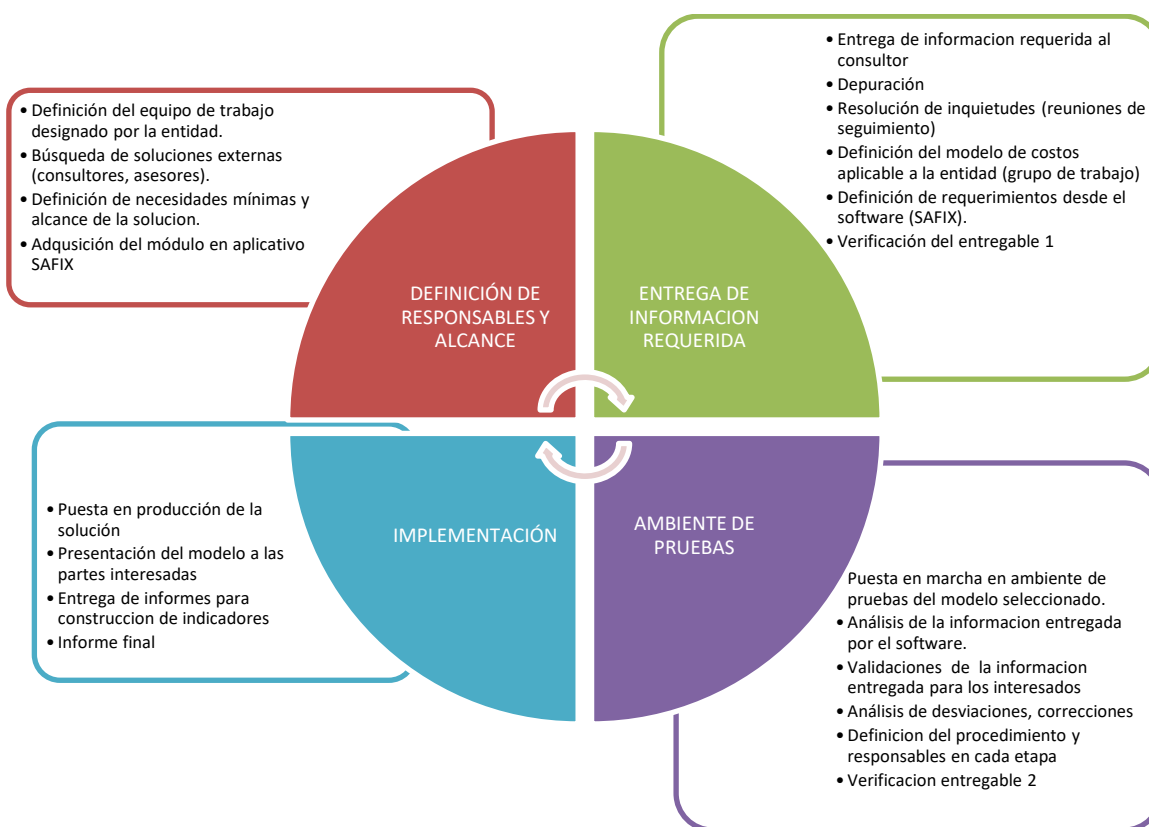 • Definición del equipo de trabajo
designado por la entidad.
• Búsqueda de soluciones externas
(consultores, asesores).
• Definición de necesidades mínimas y
alcance de la solucion.
• Adqusición del módulo en aplicativo
SAFIX
• Entrega de informacion requerida al
consultor
• Depuración
• Resolución de inquietudes (reuniones de
seguimiento)
• Definición del modelo de costos
aplicable a la entidad (grupo de trabajo)
• Definición de requerimientos desde el
software (SAFIX).
• Verificación del entregable 1
DEFINICIÓN DE
RESPONSABLES Y
ALCANCE
ENTREGA DE
INFORMACION
REQUERIDA
IMPLEMENTACIÓN
AMBIENTE DE
PRUEBAS
• Puesta en producción de la
solución
• Presentación del modelo a las
partes interesadas
• Entrega de informes para
construccion de indicadores
• Informe final
Puesta en marcha en ambiente de
pruebas del modelo seleccionado.
• Análisis de la informacion entregada
por el software.
• Validaciones de la informacion
entregada para los interesados
• Análisis de desviaciones, correcciones
• Definicion del procedimiento y
responsables en cada etapa
• Verificacion entregable 2